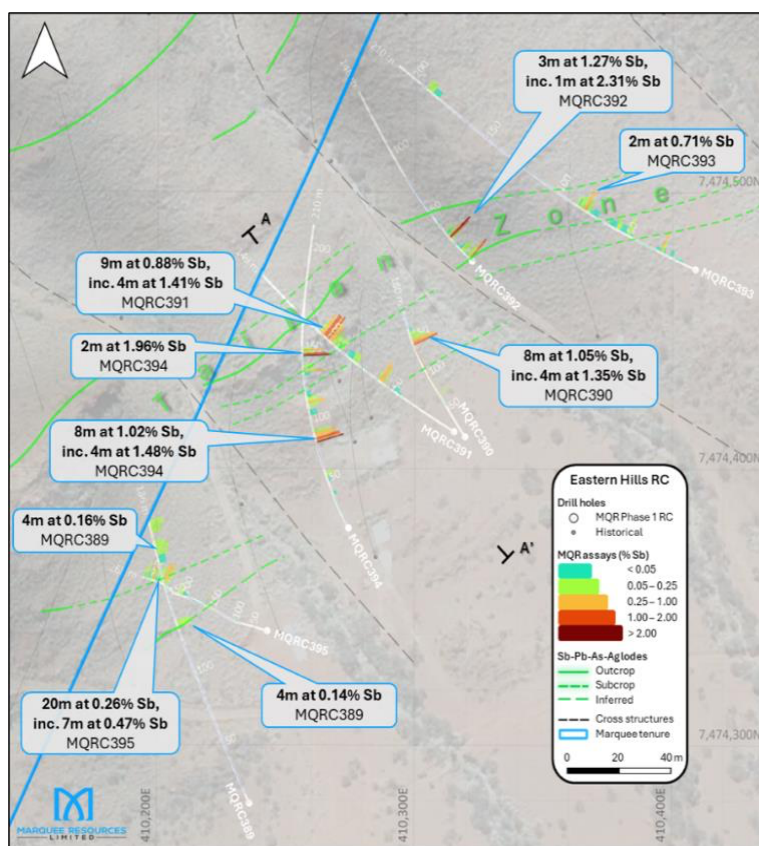 3m at 1.27% Sb,
inc. 1m at 2.31% Sb
MQRC392
2m at 0.71% Sb
MQRC393
7,474,500N
A
Zone
MQRC393
MQRC392
210 m
200
9m at 0.88% Sb,
inc. 4m at 1.41% Sb
MQRC391
2m at 1.96% Sb
MQRC394
8m at 1.05% Sb,
inc. 4m at 1.35% Sb
MQRC390
8m at 1.02% Sb,
inc. 4m at 1.48% Sb
MQRC394
100
50
MQRC390
MQRC391
7,474,400N
4m at 0.16% Sb
MQRC389
MQRC394
A'
MQRC395
20m at 0.26% Sb,
inc. 7m at 0.47% Sb
MQRC395
4m at 0.14% Sb
MQRC389
100
50
MQRC389
7,474,300N
Eastern Hills RC
Drill holes
MQR Phase 1 RC
Historical
MQR assays (% Sb)
< 0.05
0.05 – 0.25
0.25 – 1.00
1.00 – 2.00
> 2.00
Sb-Pb-As-Aglodes
Outcrop
Subcrop
Inferred
Cross structures
Marquee tenure
0 20 40 m
410,200E
410,300E
410,400E
MARQUEE RESOURCES
LIMITED